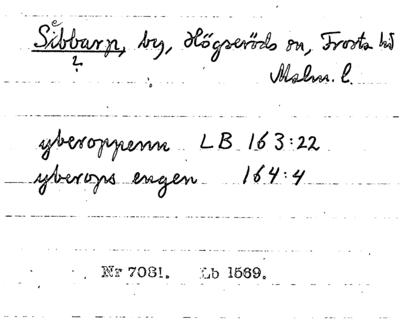 Sibbarp, by, Högseröds sn, Frosta hd
2
Malm. l.
yberoppenn LB 163:22
yberops engen 164:4
Nr 7081. Lb 1569.